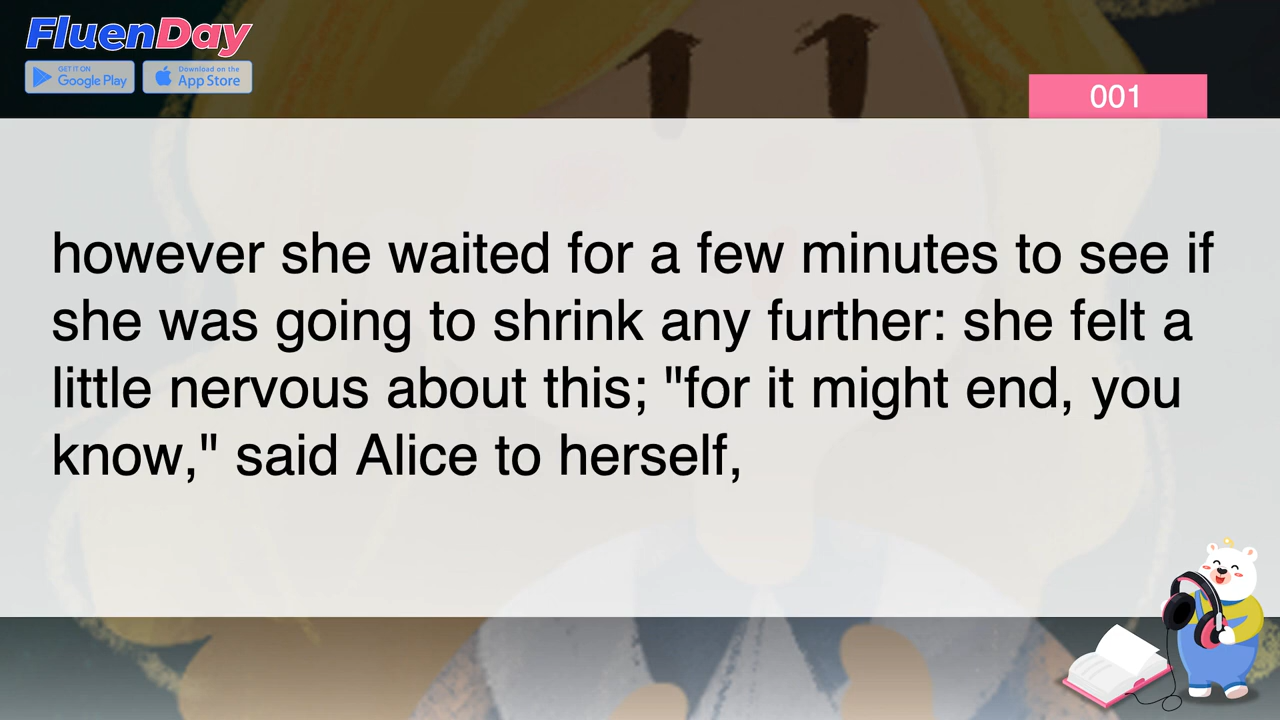 FluenDay
GET IT ON
Google Play
Download on the
App Store
001
however she waited for a few minutes to see if
she was going to shrink any further: she felt a
little nervous about this; "for it might end, you
know," said Alice to herself,